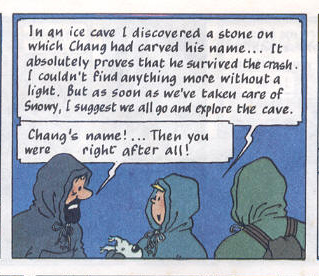 In an ice cave I discovered a stone on
which Chang had carved his name... It
absolutely proves that he survived the crash.
I couldn't find anything more without a
light. But as soon as we've taken care of
Snowy, I suggest we all go and explore the cave.
Chang's name!... Then you
were right after all!